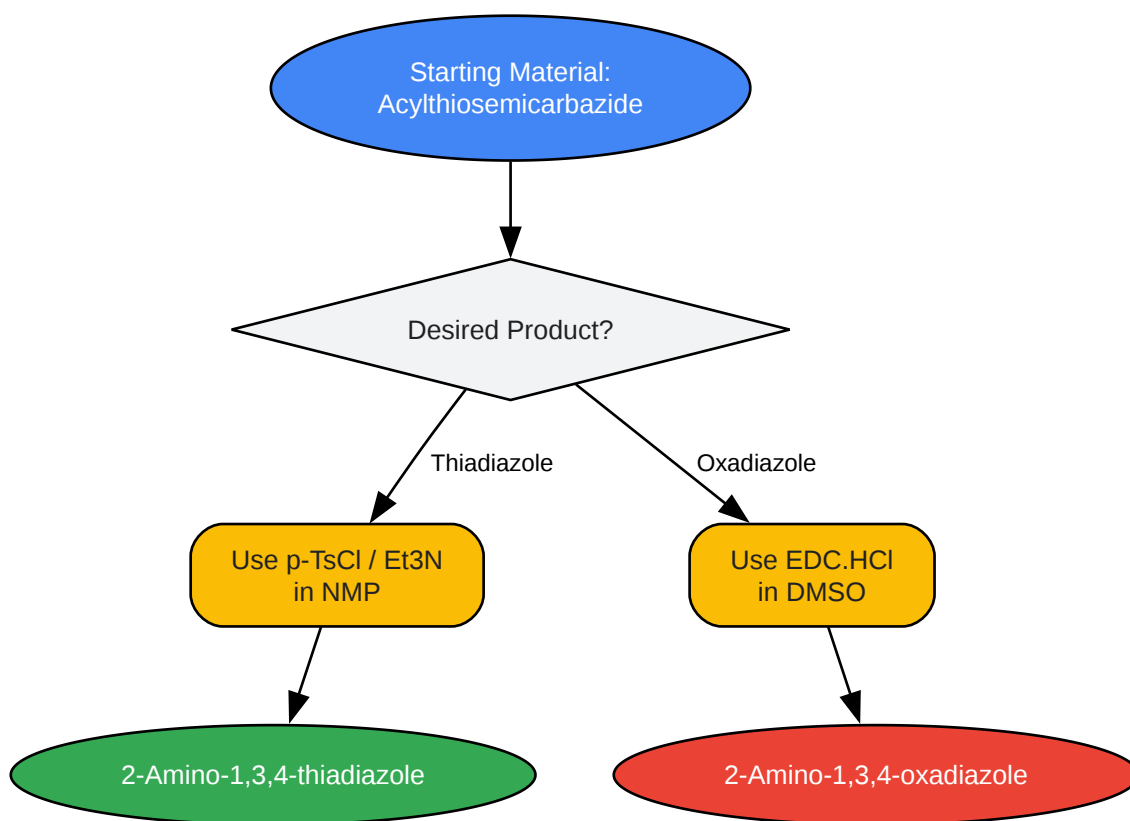 Starting Material:
Acylthiosemicarbazide
Desired Product?
Thiadiazole
Oxadiazole
Use p-TsCl / Et3N
in NMP
Use EDC.HCl
in DMSO
2-Amino-1,3,4-thiadiazole
2-Amino-1,3,4-oxadiazole